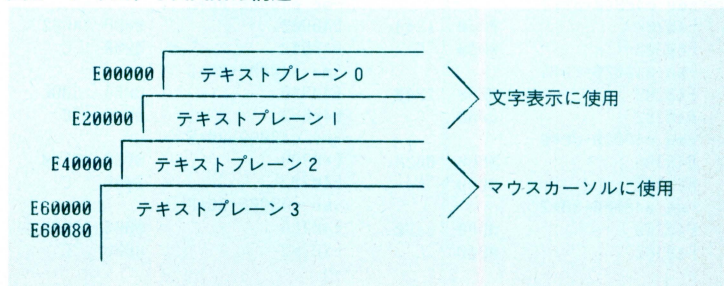 E00000 テキストプレーン0
E20000 テキストプレーン1
文字表示に使用
E40000 テキストプレーン2
E60000 テキストプレーン3
マウスカーソルに使用
E60080